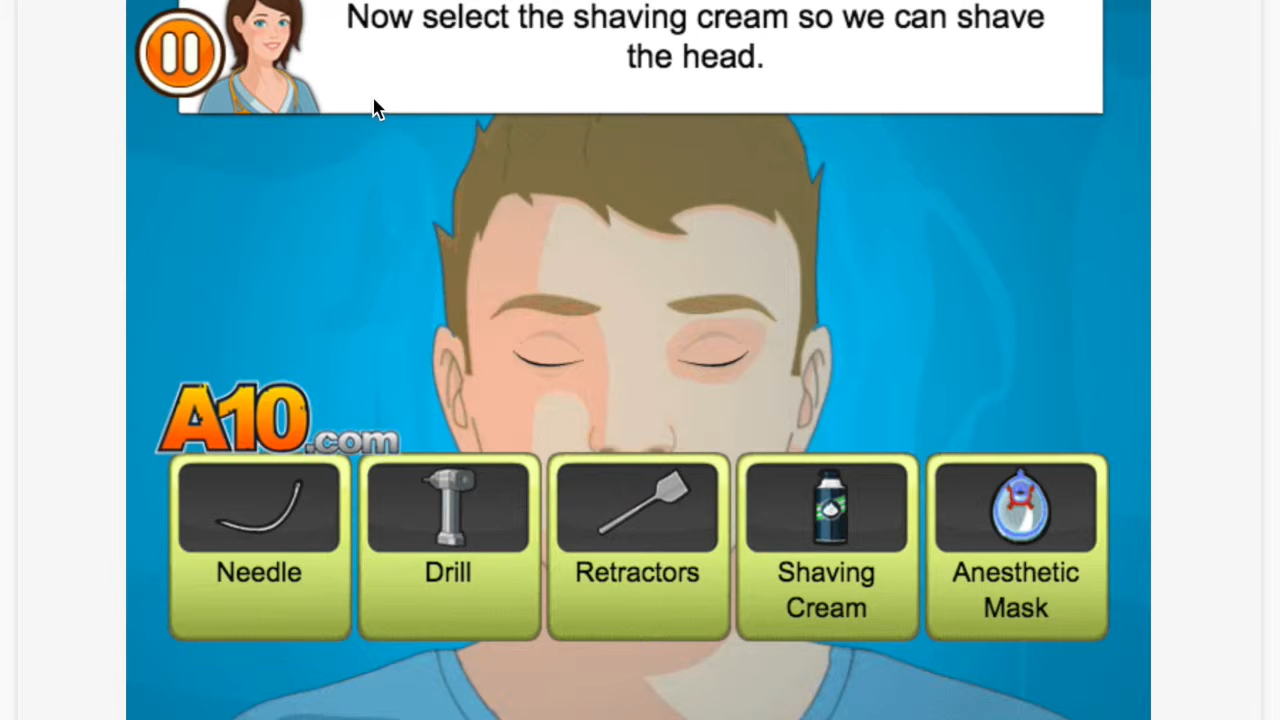 Now select the shaving cream so we can shave
the head.
A10.com
Needle
Drill
Retractors
Shaving
Cream
Anesthetic
Mask